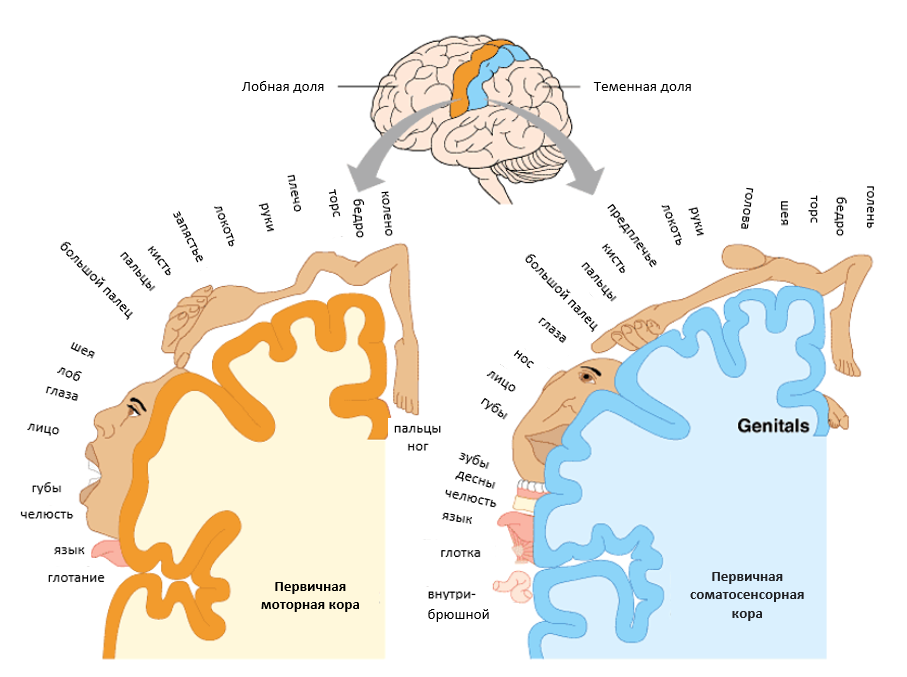 Лобная доля
Теменная доля
большой палец
пальцы
кисть
запястье
локоть
руки
плечо
торс
бедро
колено
шея
лоб
глаза
лицо
губы
челюсть
язык
глотание
пальцы
ног
Первичная
моторная кора
предплечье
локоть
руки
голова
шея
торс
бедро
голень
кисть
пальцы
большой палец
глаза
нос
лицо
губы
зубы
десны
челюсть
язык
глотка
внутри-
брюшной
Genitals
Первичная
соматосенсорная
кора